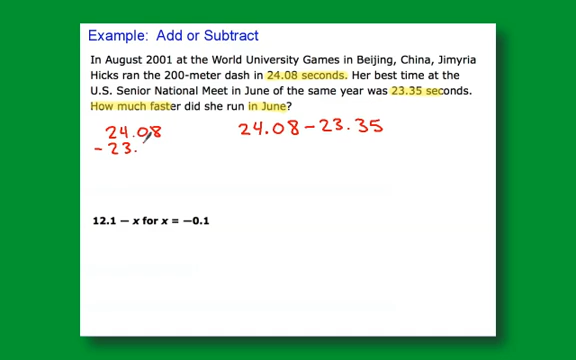 Example: Add or Subtract
In August 2001 at the World University Games in Beijing, China, Jimyria
Hicks ran the 200-meter dash in 24.08 seconds. Her best time at the
U.S. Senior National Meet in June of the same year was 23.35 seconds.
How much faster did she run in June?
24.08 24.08 – 23.35
– 23.
12.1 – x for x = –0.1